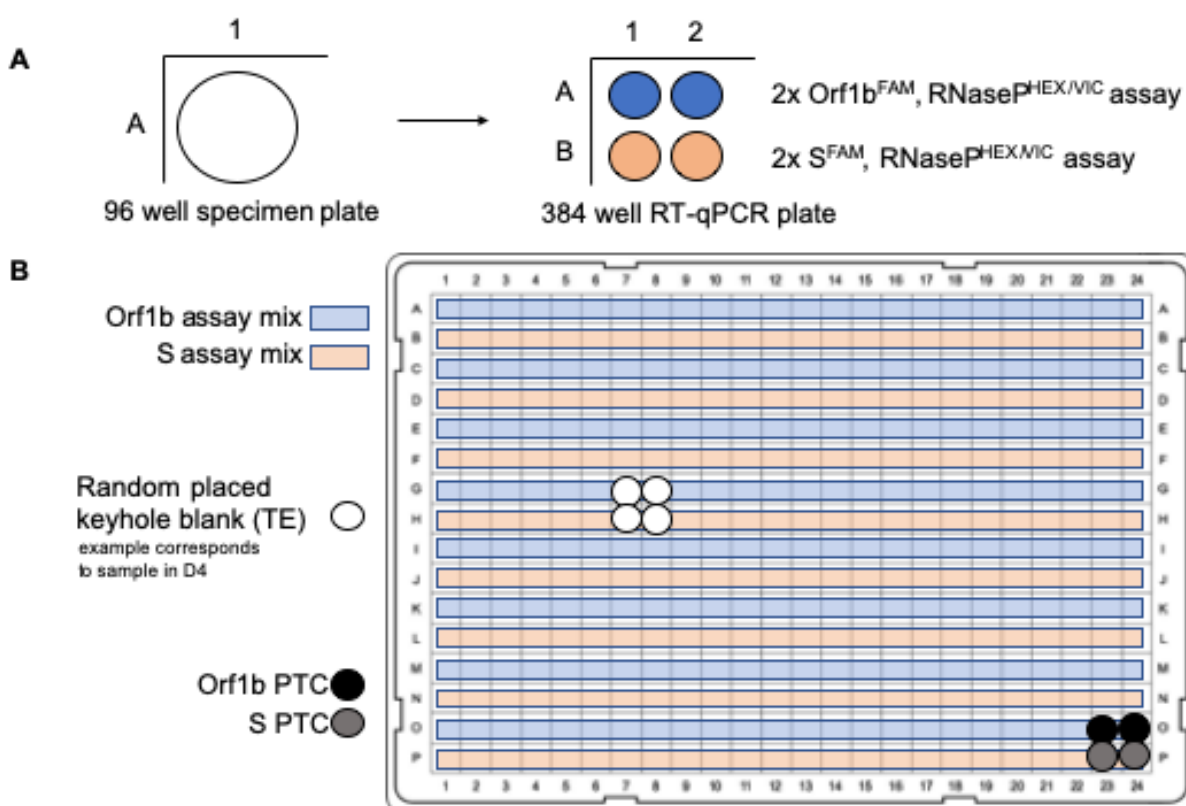 A
1
A
96 well specimen plate
1 2
A
B
2x Orf1bFAM, RNasePHEX/VIC assay
2x SFAM, RNasePHEX/VIC assay
384 well RT-qPCR plate
B
Orf1b assay mix
S assay mix
Random placed
keyhole blank (TE)
example corresponds
to sample in D4
Orf1b PTC
S PTC
1 2 3 4 5 6 7 8 9 10 11 12 13 14 15 16 17 18 19 20 21 22 23 24
A A
B B
C C
D D
E E
F F
G G
H H
I I
J J
K K
L L
M M
N N
O O
P P
1 2 3 4 5 6 7 8 9 10 11 12 13 14 15 16 17 18 19 20 21 22 23 24